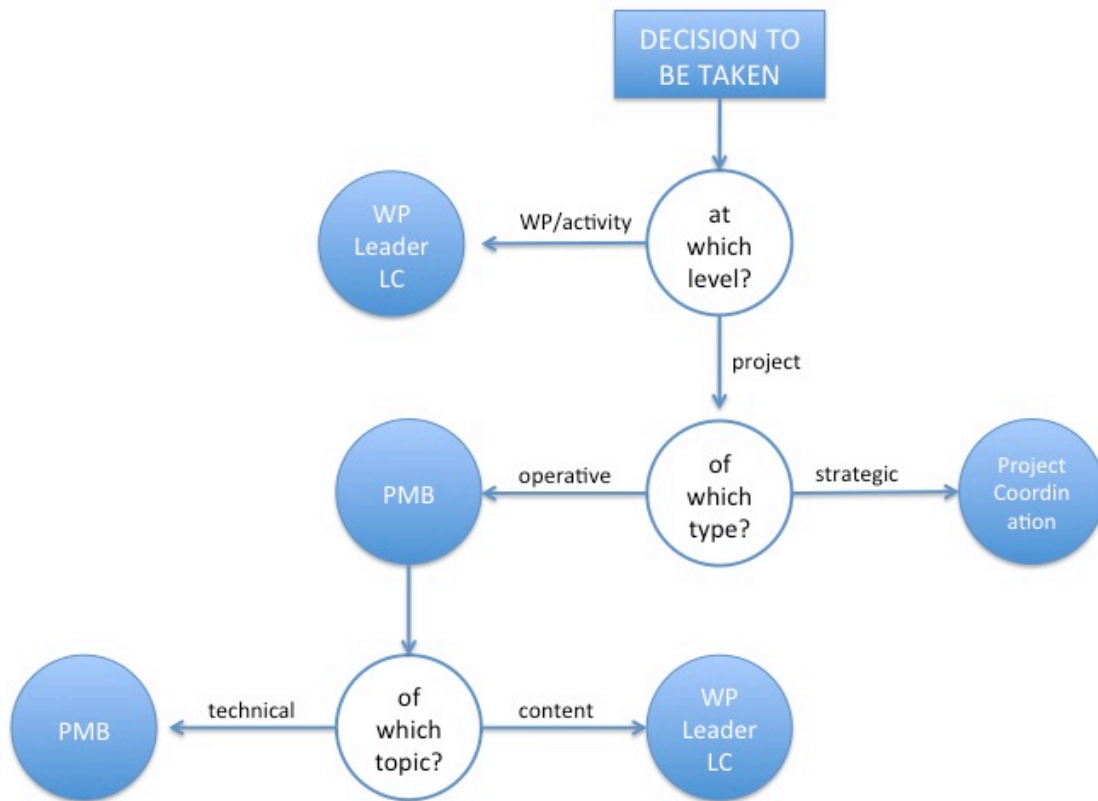 DECISION TO
BE TAKEN
WP
Leader
LC
WP/activity
at
which
level?
project
PMB
operative
of
which
type?
strategic
Project
Coordin
ation
PMB
technical
of
which
topic?
content
WP
Leader
LC